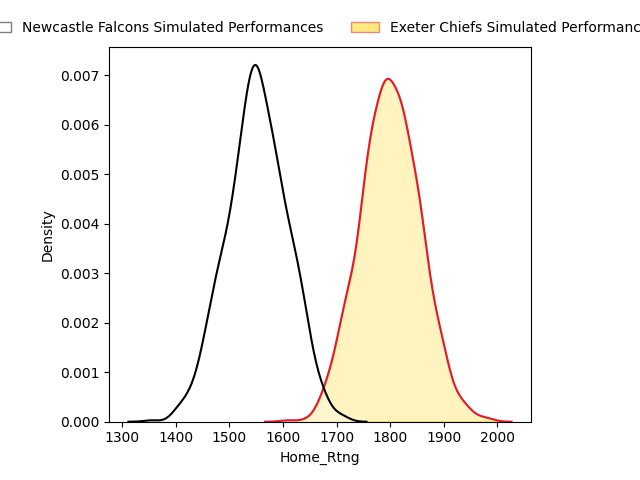 Newcastle Falcons Simulated Performances
Exeter Chiefs Simulated
0.007
0.006
0.005
0.004
0.003
0.002
0.001
0.000
Density
1300 1400 1500 1600 1700 1800 1900 2000
Home_Rtng